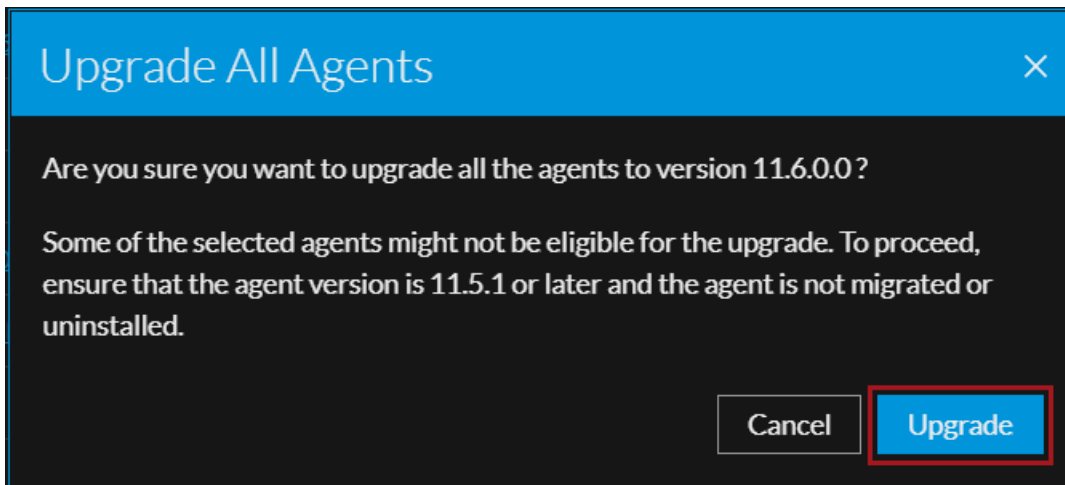 Upgrade All Agents
Are you sure you want to upgrade all the agents to version 11.6.0.0 ?
Some of the selected agents might not be eligible for the upgrade. To proceed,
ensure that the agent version is 11.5.1 or later and the agent is not migrated or
uninstalled.
Cancel
Upgrade